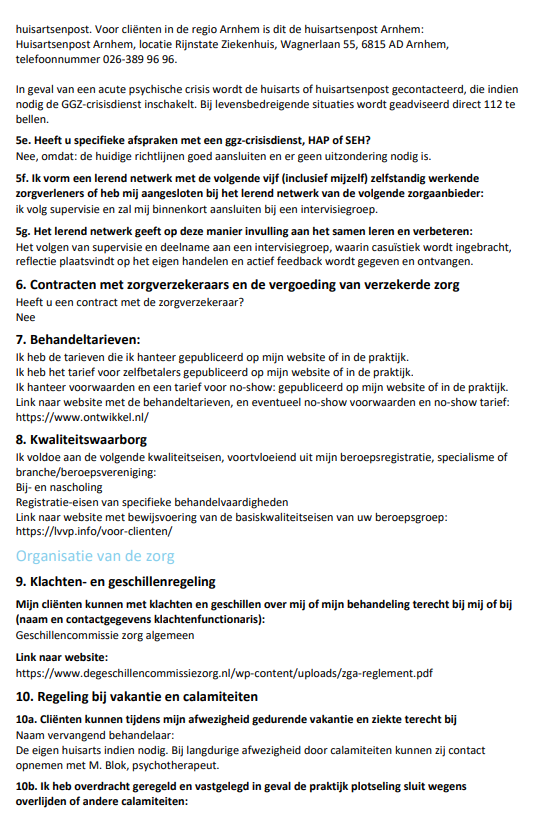 huisartsenpost. Voor cliënten in de regio Arnhem is dit de huisartsenpost Arnhem:
Huisartsenpost Arnhem, locatie Rijnstate Ziekenhuis, Wagnerlaan 55, 6815 AD Arnhem,
telefoonnummer 026-389 96 96.
In geval van een acute psychische crisis wordt de huisarts of huisartsenpost gecontacteerd, die indien
nodig de GGZ-crisisdienst inschakelt. Bij levensbedreigende situaties wordt geadviseerd direct 112 te
bellen.
5e. Heeft u specifieke afspraken met een ggz-crisisdienst, HAP of SEH?
Nee, omdat: de huidige richtlijnen goed aansluiten en er geen uitzondering nodig is.
5f. Ik vorm een lerend netwerk met de volgende vijf (inclusief mijzelf) zelfstandig werkende
zorgverleners of heb mij aangesloten bij het lerend netwerk van de volgende zorgaanbieder:
ik volg supervisie en zal mij binnenkort aansluiten bij een intervisiegroep.
5g. Het lerend netwerk geeft op deze manier invulling aan het samen leren en verbeteren:
Het volgen van supervisie en deelname aan een intervisiegroep, waarin casuïstiek wordt ingebracht,
reflectie plaatsvindt op het eigen handelen en actief feedback wordt gegeven en ontvangen.
6. Contracten met zorgverzekeraars en de vergoeding van verzekerde zorg
Heeft u een contract met de zorgverzekeraar?
Nee
7. Behandeltarieven:
Ik heb de tarieven die ik hanteer gepubliceerd op mijn website of in de praktijk.
Ik heb het tarief voor zelfbetalers gepubliceerd op mijn website of in de praktijk.
Ik hanteer voorwaarden en een tarief voor no-show: gepubliceerd op mijn website of in de praktijk.
Link naar website met de behandeltarieven, en eventueel no-show voorwaarden en no-show tarief:
https://www.ontwikkel.nl/
8. Kwaliteitswaarborg
Ik voldoe aan de volgende kwaliteitseisen, voortvloeiend uit mijn beroepsregistratie, specialisme of
branche/beroepsvereniging:
Bij- en nascholing
Registratie-eisen van specifieke behandelvaardigheden
Link naar website met bewijsvoering van de basiskwaliteitseisen van uw beroepsgroep:
https://lvvp.info/voor-clienten/
Organisatie van de zorg
9. Klachten- en geschillenregeling
Mijn cliënten kunnen met klachten en geschillen over mij of mijn behandeling terecht bij mij of bij
(naam en contactgegevens klachtenfunctionaris):
Geschillencommissie zorg algemeen
Link naar website:
https://www.degeschillencommissiezorg.nl/wp-content/uploads/zga-reglement.pdf
10. Regeling bij vakantie en calamiteiten
10a. Cliënten kunnen tijdens mijn afwezigheid gedurende vakantie en ziekte terecht bij
Naam vervangend behandelaar:
De eigen huisarts indien nodig. Bij langdurige afwezigheid door calamiteiten kunnen zij contact
opnemen met M. Blok, psychotherapeut.
10b. Ik heb overdracht geregeld en vastgelegd in geval de praktijk plotseling sluit wegens
overlijden of andere calamiteiten: